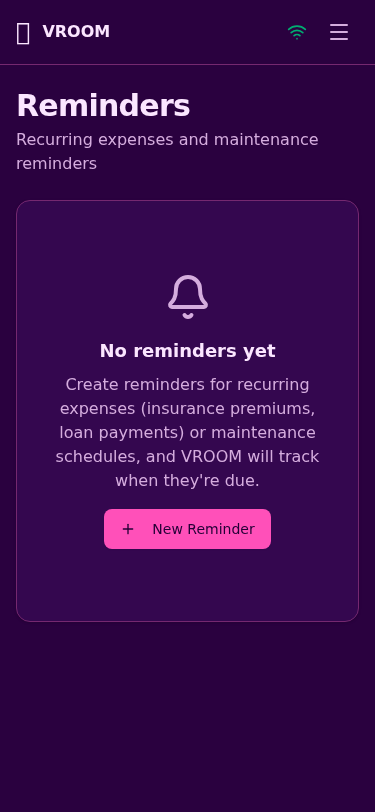 VROOM
Reminders
Recurring expenses and maintenance
reminders
No reminders yet
Create reminders for recurring
expenses (insurance premiums,
loan payments) or maintenance
schedules, and VROOM will track
when they're due.
New Reminder